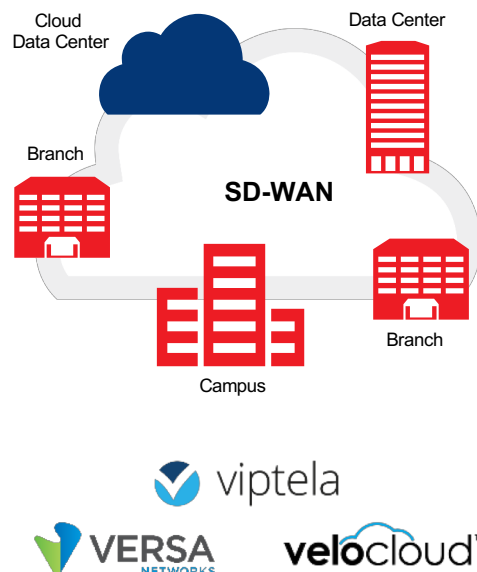 Cloud
Data Center
Data Center
Branch
SD-WAN
Branch
Campus
viptela
VERSA
NETWORKS
velocloud